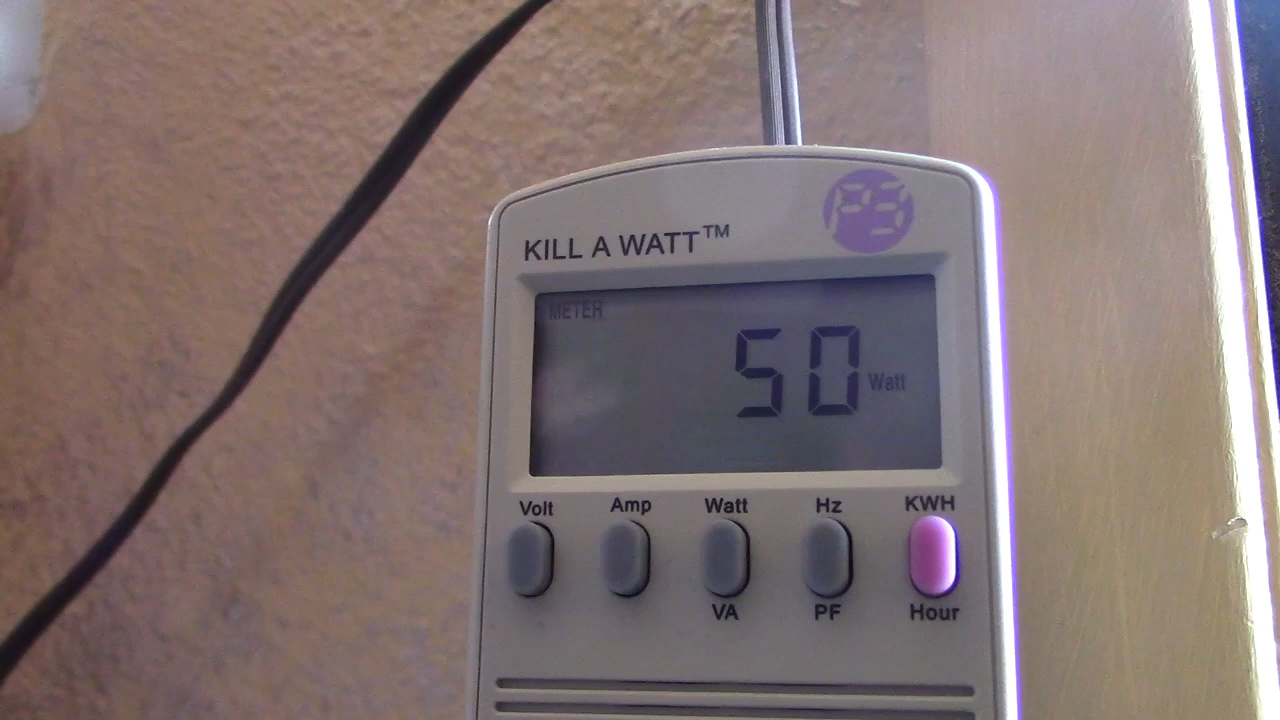 P3
KILL A WATT™
METER
50 Watt
Volt Amp Watt Hz KWH
VA PF Hour